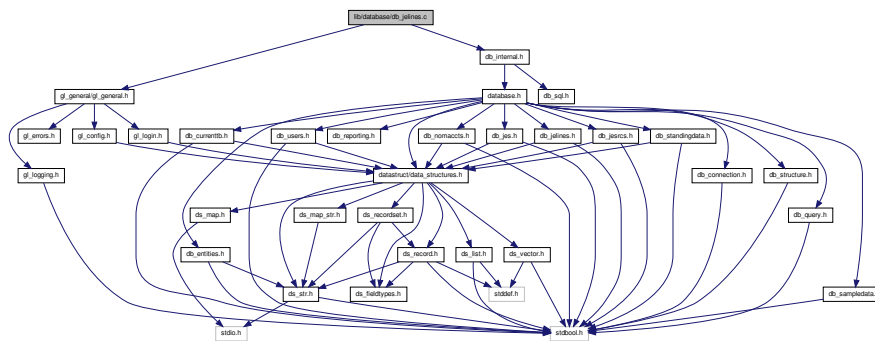 lib/database/db_jelines.c
db_internal.h
gl_general/gl_general.h
database.h
db_sql.h
gl_errors.h
gl_config.h
gl_login.h
db_currenttb.h
db_users.h
db_reporting.h
db_nomaccts.h
db_jes.h
db_jelines.h
db_jesrcs.h
db_standingdata.h
gl_logging.h
datastruct/data_structures.h
db_connection.h
db_structure.h
ds_map.h
ds_map_str.h
ds_recordset.h
db_query.h
db_entities.h
ds_record.h
ds_list.h
ds_vector.h
ds_str.h
ds_fieldtypes.h
stddef.h
db_sampledata.h
stdio.h
stdbool.h